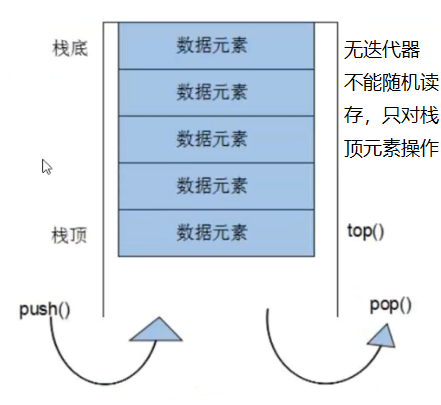 栈底
数据元素
无迭代器
不能随机读
存，只对栈
顶元素操作
数据元素
数据元素
数据元素
栈顶
数据元素
top()
push()
pop()